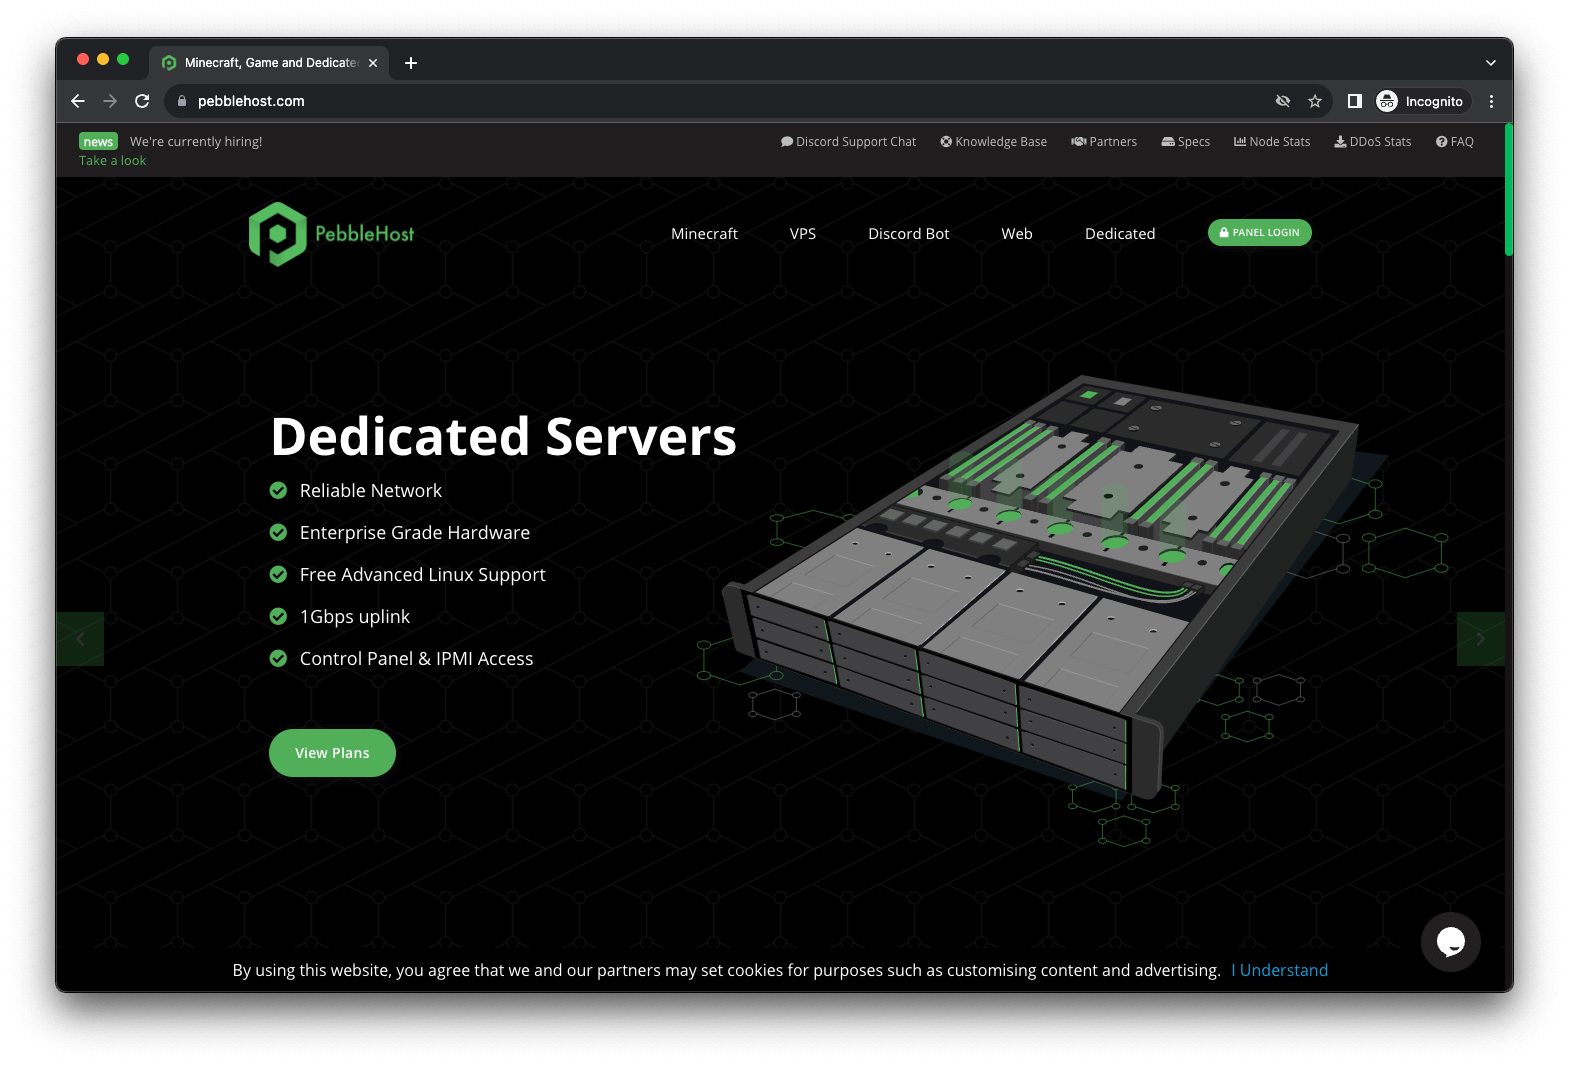 Minecraft, Game and Dedicate
pebblehost.com
Incognito
news We're currently hiring!
Take a look
Discord Support Chat Knowledge Base Partners Specs Node Stats DDoS Stats FAQ
PebbleHost
Minecraft VPS Discord Bot Web Dedicated PANEL LOGIN
Dedicated Servers
Reliable Network
Enterprise Grade Hardware
Free Advanced Linux Support
1Gbps uplink
Control Panel & IPMI Access
View Plans
By using this website, you agree that we and our partners may set cookies for purposes such as customising content and advertising. I Understand